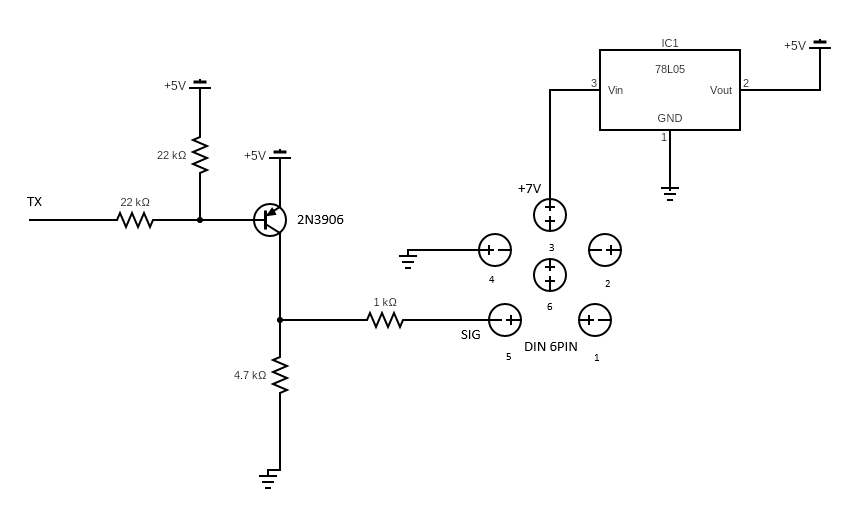 IC1
+5V
78L05
3
Vin
Vout
2
GND
1
+5V
22 kΩ
+5V
TX
22 kΩ
2N3906
+7V
3
4
2
6
1 kΩ
SIG
5
DIN 6PIN
1
4.7 kΩ